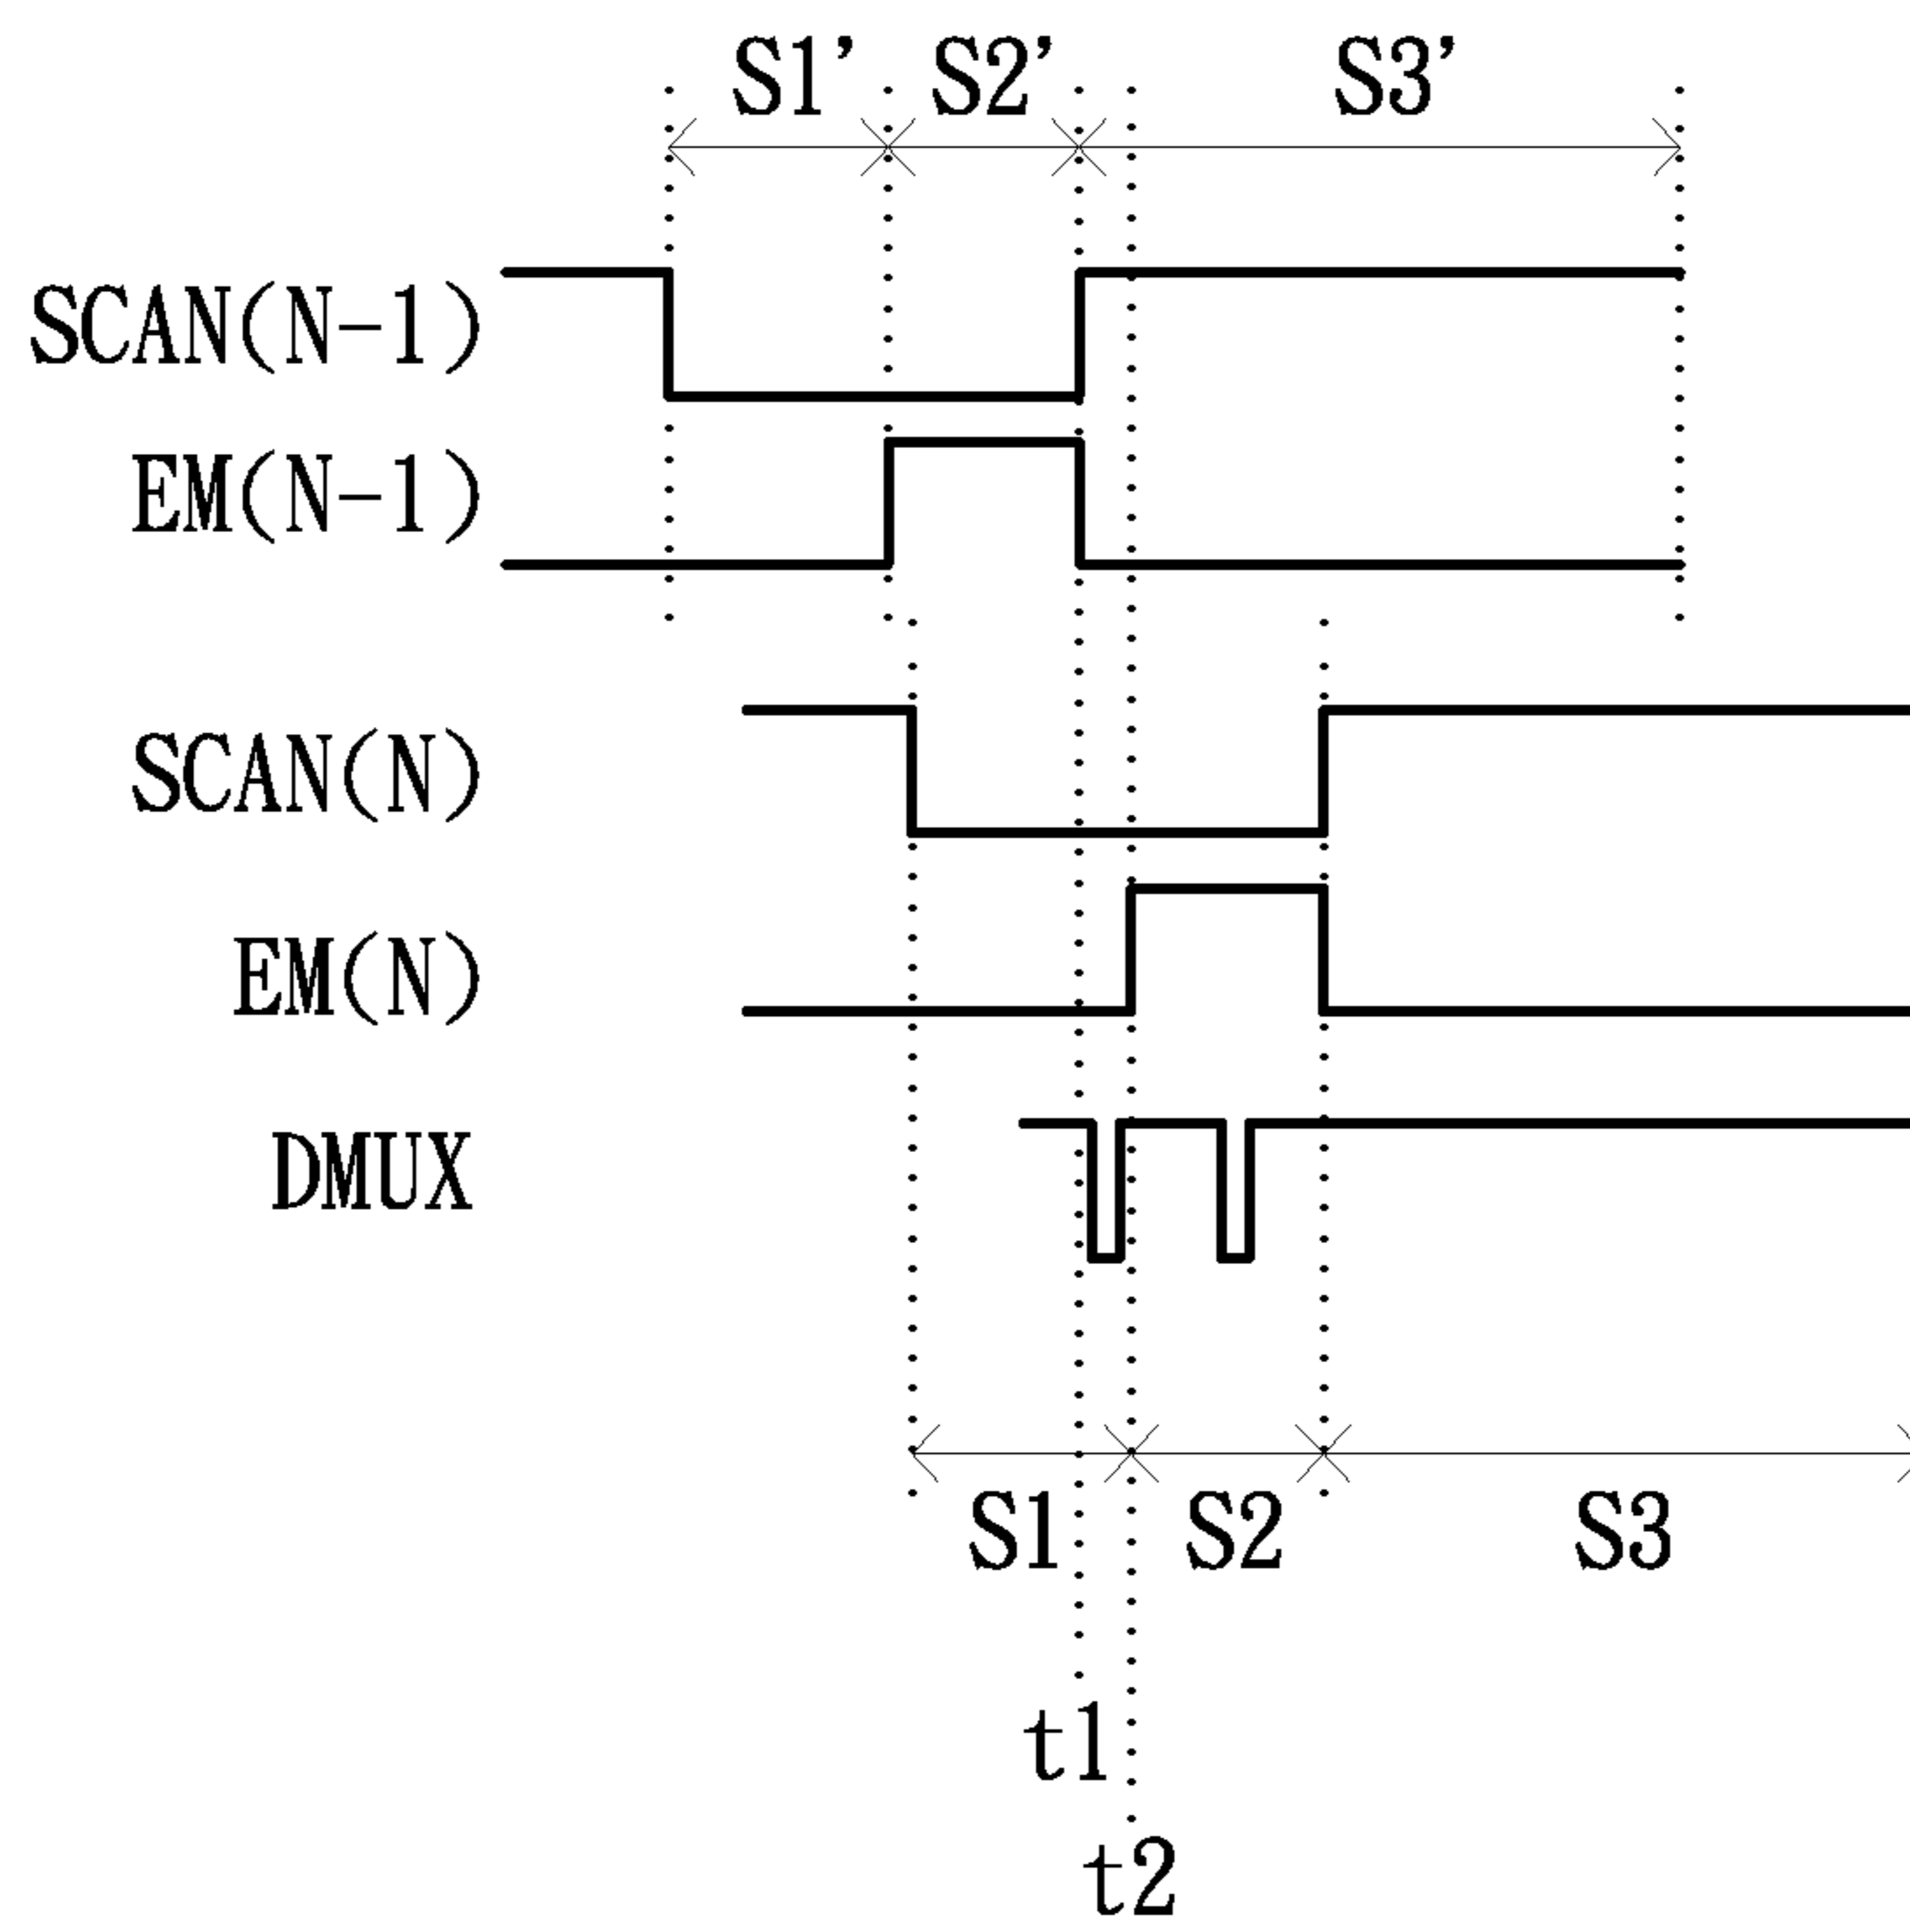 S1’ S2’ S3’
SCAN(N-1)
EM(N-1)
SCAN(N)
EM(N)
DMUX
S1 S2 S3
t1
t2